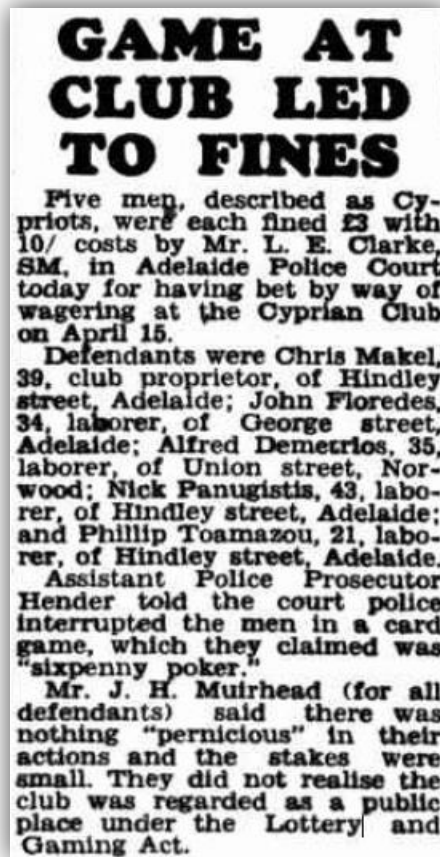 GAME AT
CLUB LED
TO FINES
Five men, described as Cy-
priots, were each fined £3 with
10/ costs by Mr. L. E. Clarke,
SM, in Adelaide Police Court
today for having bet by way of
wagering at the Cyprian Club
on April 15.
Defendants were Chris Makel,
39, club proprietor, of Hindley
street, Adelaide; John Floredes,
34, laborer, of George street,
Adelaide; Alfred Demetrios, 35,
laborer, of Union street, Nor-
wood; Nick Panugistis, 43, labo-
rer, of Hindley street, Adelaide;
and Phillip Toamazou, 21, labo-
rer, of Hindley street, Adelaide.
Assistant Police Prosecutor
Hender told the court police
interrupted the men in a card
game, which they claimed was
"sixpenny poker."
Mr. J. H. Muirhead (for all
defendants) said there was
nothing "pernicious" in their
actions and the stakes were
small. They did not realise the
club was regarded as a public
place under the Lottery and
Gaming Act.